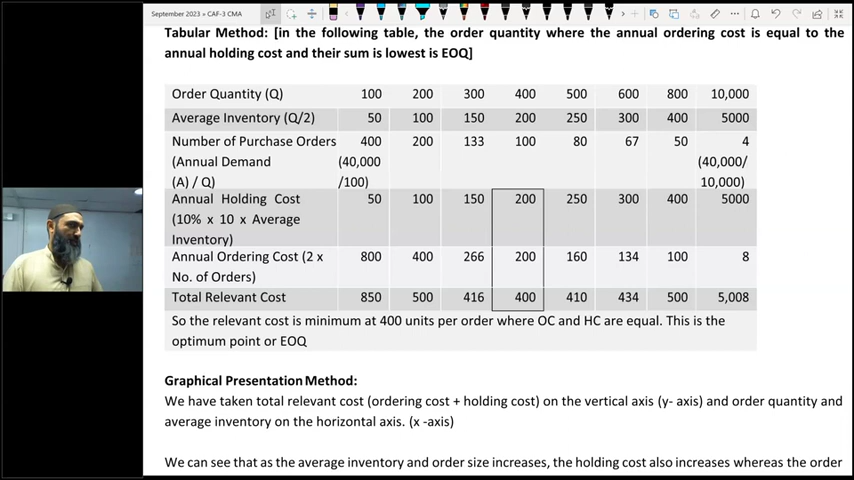 September 2023 » CAF-3 CMA
Tabular Method: [in the following table, the order quantity where the annual ordering cost is equal to the
annual holding cost and their sum is lowest is EOQ]
Order Quantity (Q) 100 200 300 400 500 600 800 10,000
Average Inventory (Q/2) 50 100 150 200 250 300 400 5000
Number of Purchase Orders 400 200 133 100 80 67 50 4
(Annual Demand (40,000 (40,000/
(A) / Q) /100) 10,000)
Annual Holding Cost 50 100 150 200 250 300 400 5000
(10% x 10 x Average
Inventory)
Annual Ordering Cost (2 x 800 400 266 200 160 134 100 8
No. of Orders)
Total Relevant Cost 850 500 416 400 410 434 500 5,008
So the relevant cost is minimum at 400 units per order where OC and HC are equal. This is the
optimum point or EOQ
Graphical Presentation Method:
We have taken total relevant cost (ordering cost + holding cost) on the vertical axis (y- axis) and order quantity and
average inventory on the horizontal axis. (x -axis)
We can see that as the average inventory and order size increases, the holding cost also increases whereas the order